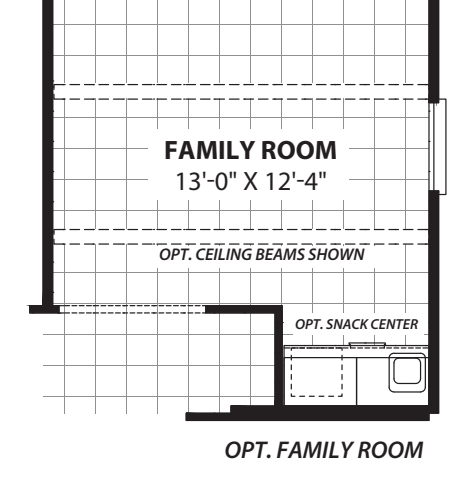 FAMILY ROOM
13'-0" X 12'-4"
OPT. CEILING BEAMS SHOWN
OPT. SNACK CENTER
OPT. FAMILY ROOM